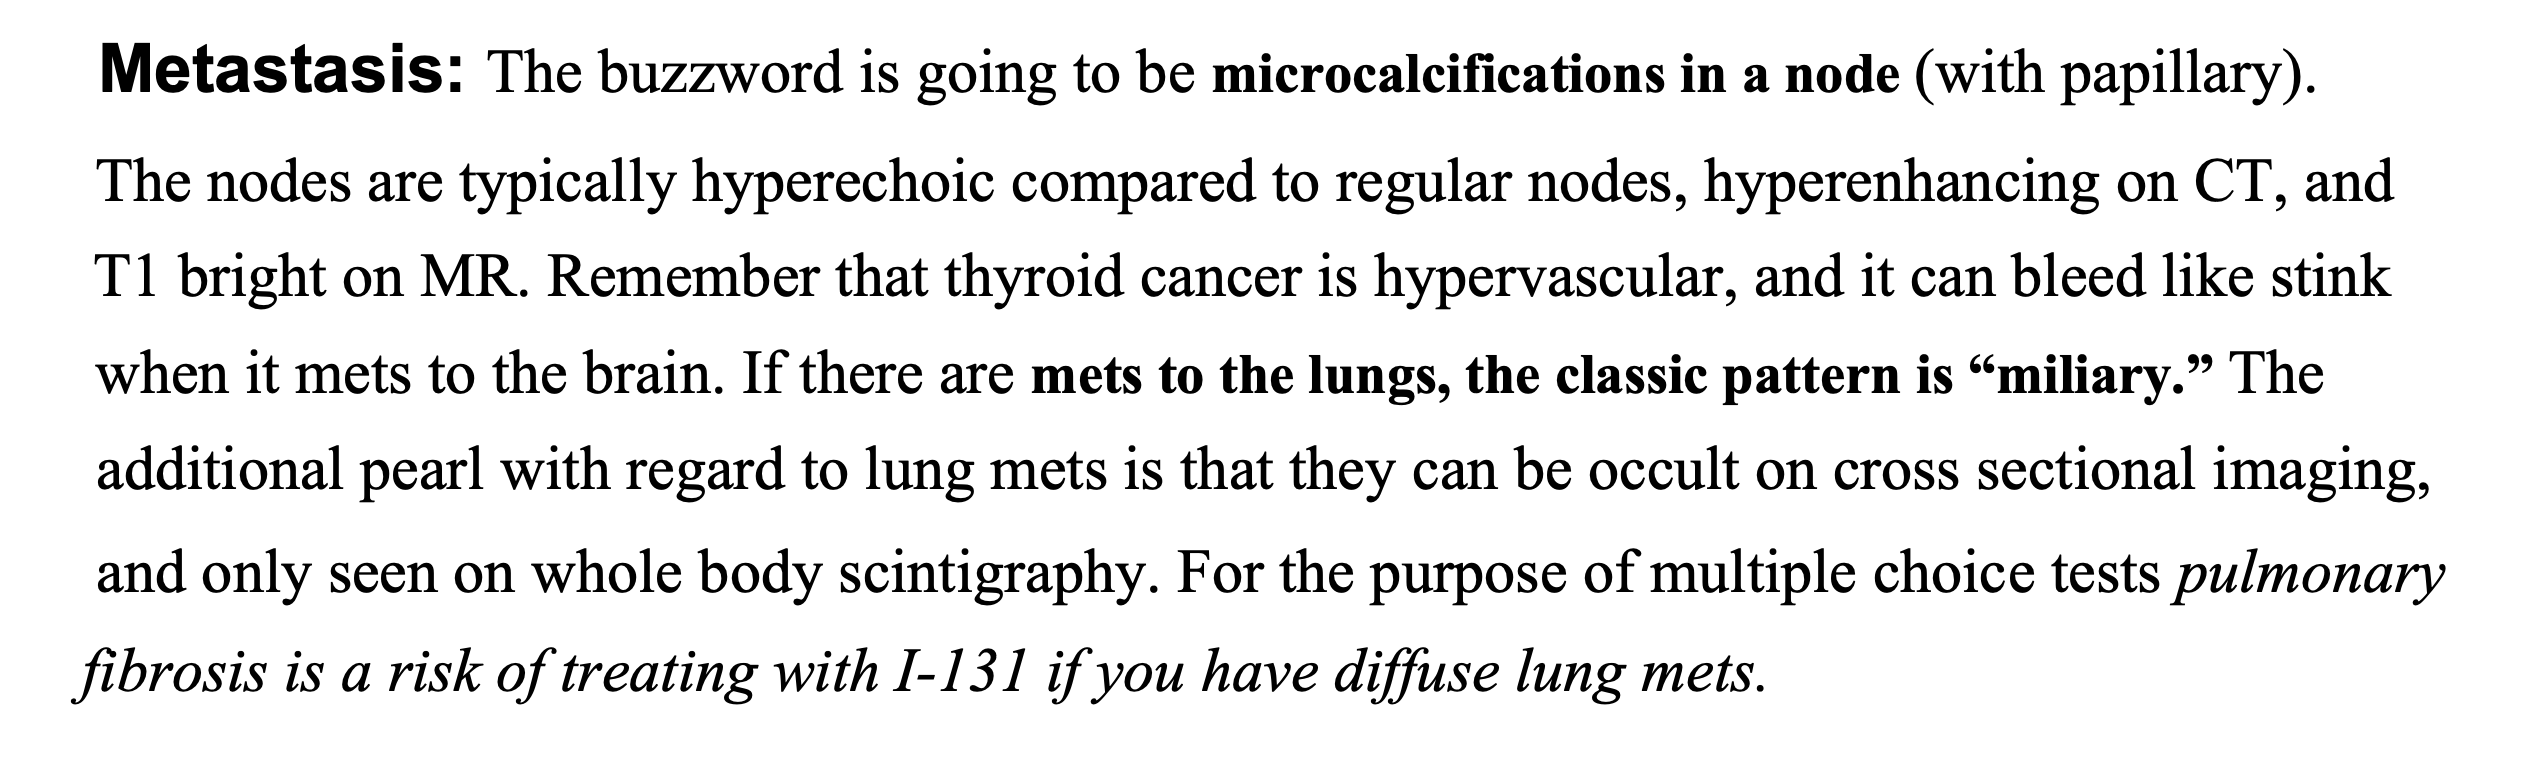 Metastasis: The buzzword is going to be microcalcifications in a node (with papillary).
The nodes are typically hyperechoic compared to regular nodes, hyperenhancing on CT, and
T1 bright on MR. Remember that thyroid cancer is hypervascular, and it can bleed like stink
when it mets to the brain. If there are mets to the lungs, the classic pattern is “miliary.” The
additional pearl with regard to lung mets is that they can be occult on cross sectional imaging,
and only seen on whole body scintigraphy. For the purpose of multiple choice tests pulmonary
fibrosis is a risk of treating with I-131 if you have diffuse lung mets.